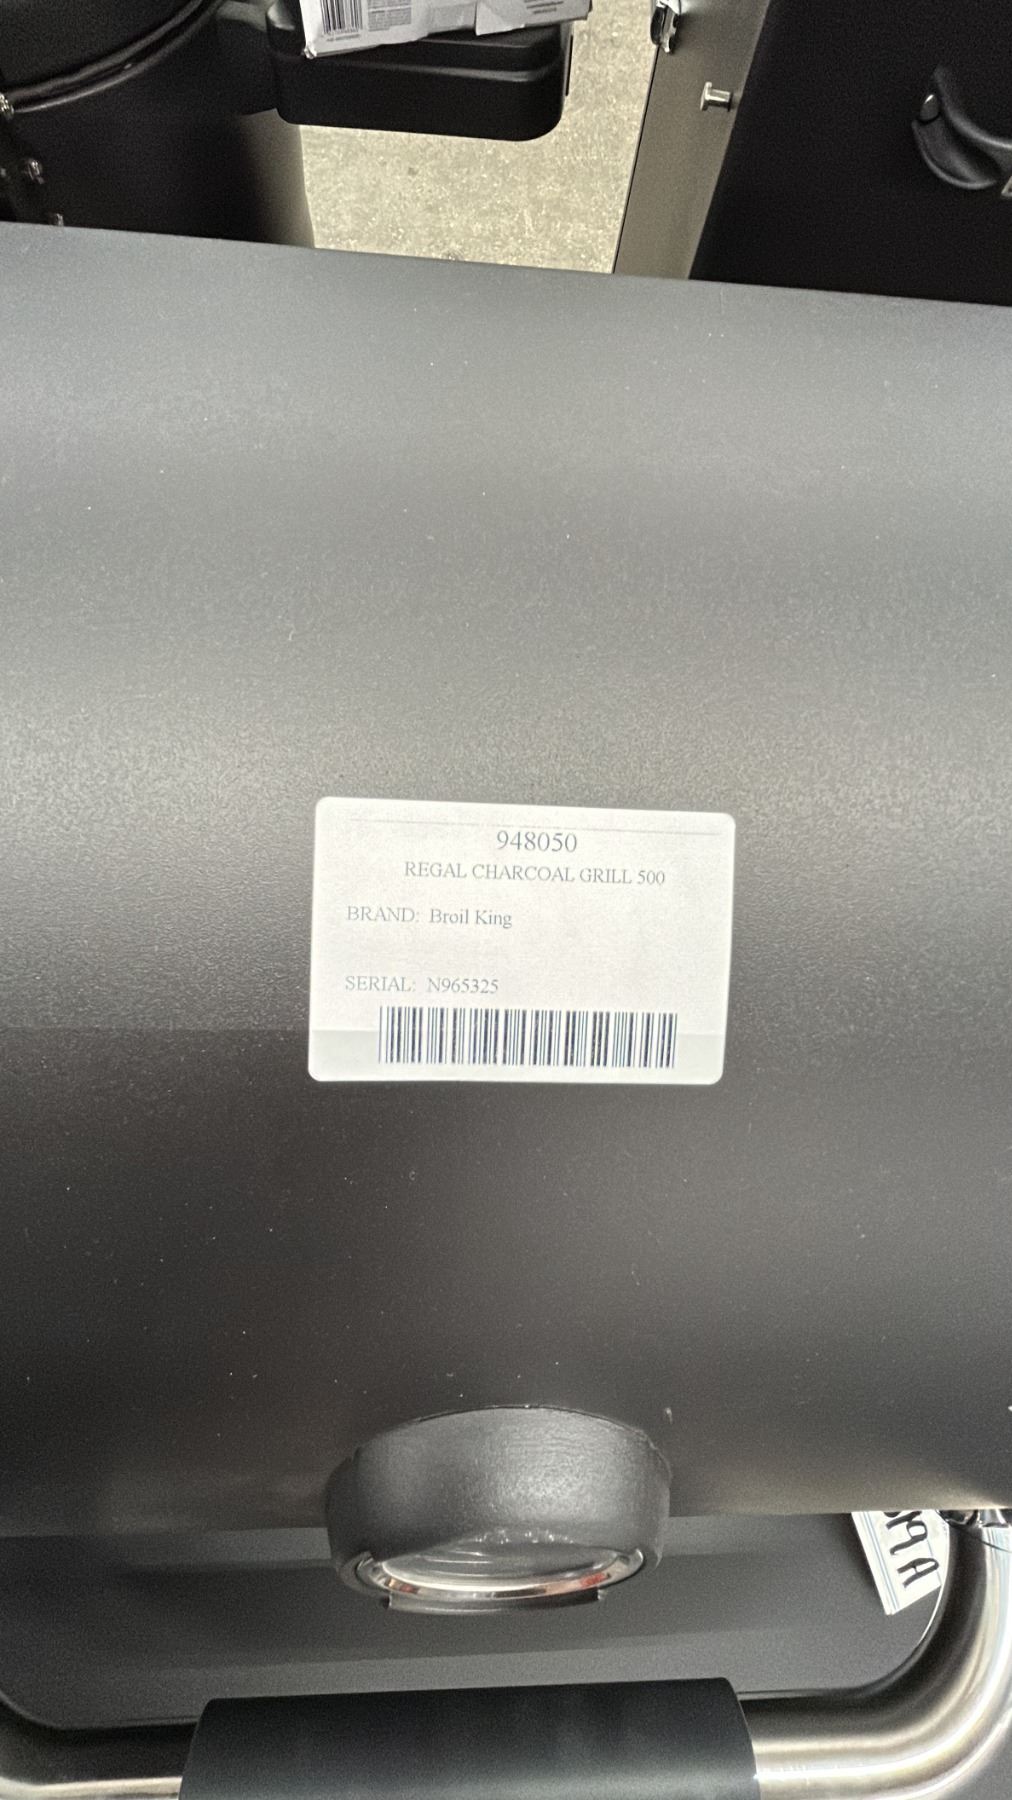 948050
REGAL CHARCOAL GRILL 500
BRAND: Broil King
SERIAL: N965325